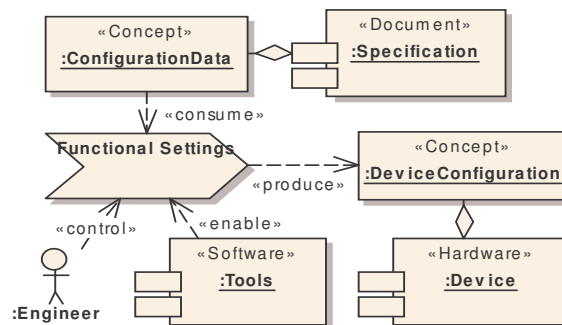 «Concept»
:ConfigurationData
«Document»
:Specification
«consume»
Functional Settings
«produce»
«Concept»
:DeviceConfiguration
«control»
«enable»
:Engineer
«Software»
:Tools
«Hardware»
:Device